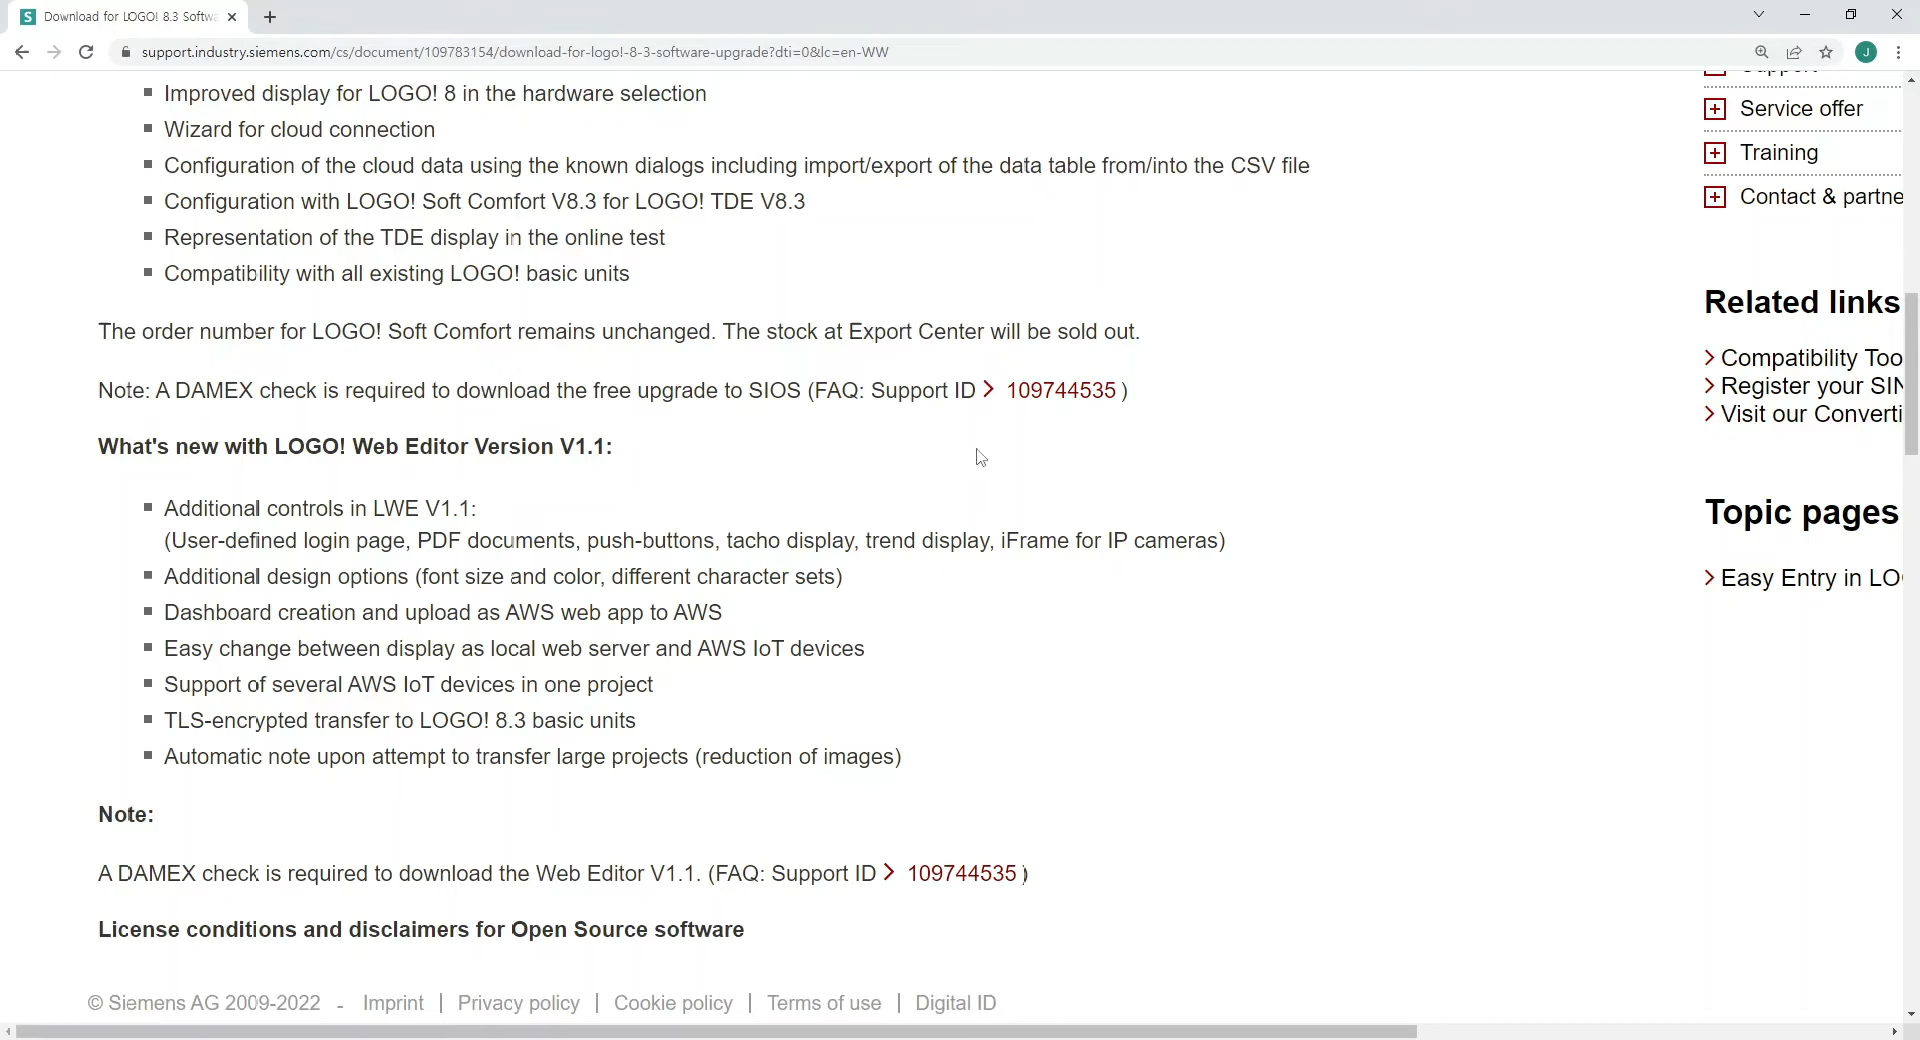 Download for LOGO! 8.3 Softwa
support.industry.siemens.com/cs/document/109783154/download-for-logo!-8-3-software-upgrade?dti=0&lc=en-WW
J
Improved display for LOGO! 8 in the hardware selection
Wizard for cloud connection
Configuration of the cloud data using the known dialogs including import/export of the data table from/into the CSV file
Configuration with LOGO! Soft Comfort V8.3 for LOGO! TDE V8.3
Representation of the TDE display in the online test
Compatibility with all existing LOGO! basic units
The order number for LOGO! Soft Comfort remains unchanged. The stock at Export Center will be sold out.
Note: A DAMEX check is required to download the free upgrade to SIOS (FAQ: Support ID > 109744535 )
What's new with LOGO! Web Editor Version V1.1:
Additional controls in LWE V1.1:
(User-defined login page, PDF documents, push-buttons, tacho display, trend display, iFrame for IP cameras)
Additional design options (font size and color, different character sets)
Dashboard creation and upload as AWS web app to AWS
Easy change between display as local web server and AWS IoT devices
Support of several AWS IoT devices in one project
TLS-encrypted transfer to LOGO! 8.3 basic units
Automatic note upon attempt to transfer large projects (reduction of images)
Note:
A DAMEX check is required to download the Web Editor V1.1. (FAQ: Support ID > 109744535 )
License conditions and disclaimers for Open Source software
Support
Service offer
Training
Contact & partne
Related links
> Compatibility Too
> Register your SIN
> Visit our Converti
Topic pages
> Easy Entry in LO
© Siemens AG 2009-2022 - Imprint | Privacy policy | Cookie policy | Terms of use | Digital ID